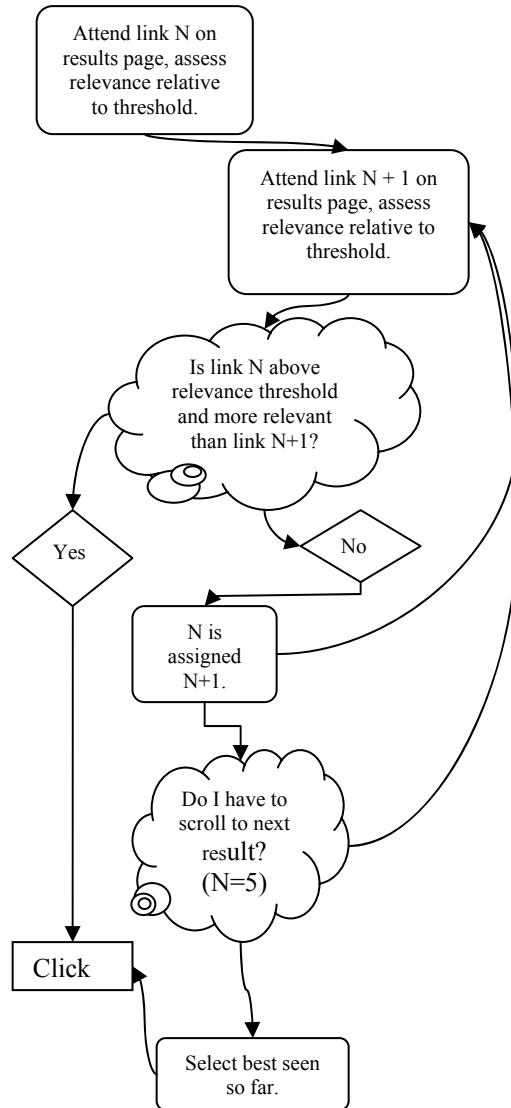 Attend link N on
results page, assess
relevance relative
to threshold.
Attend link N + 1 on
results page, assess
relevance relative to
threshold.
Is link N above
relevance threshold
and more relevant
than link N+1?
Yes
No
N is
assigned
N+1.
Do I have to
scroll to next
result?
(N=5)
Click
Select best seen
so far.